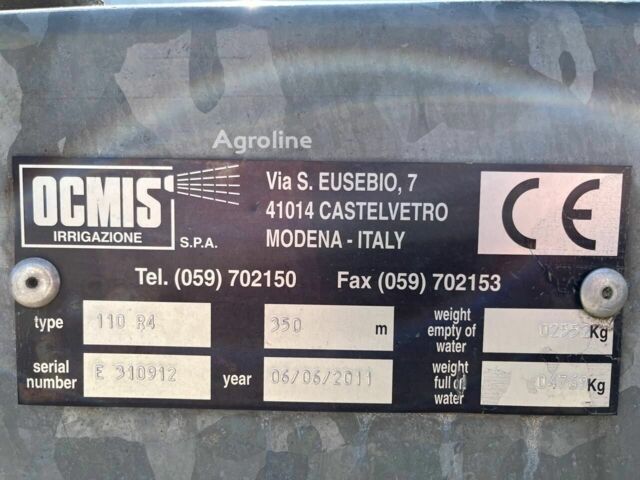 Agroline
OCMIS
IRRIGAZIONE
S.P.A.
Via S. EUSEBIO, 7
41014 CASTELVETRO
MODENA - ITALY
CE
Tel. (059) 702150 Fax (059) 702153
type 110 R4 350 m weight empty of water Kg
serial number E 310912 year 06/06/2011 weight full of water Kg